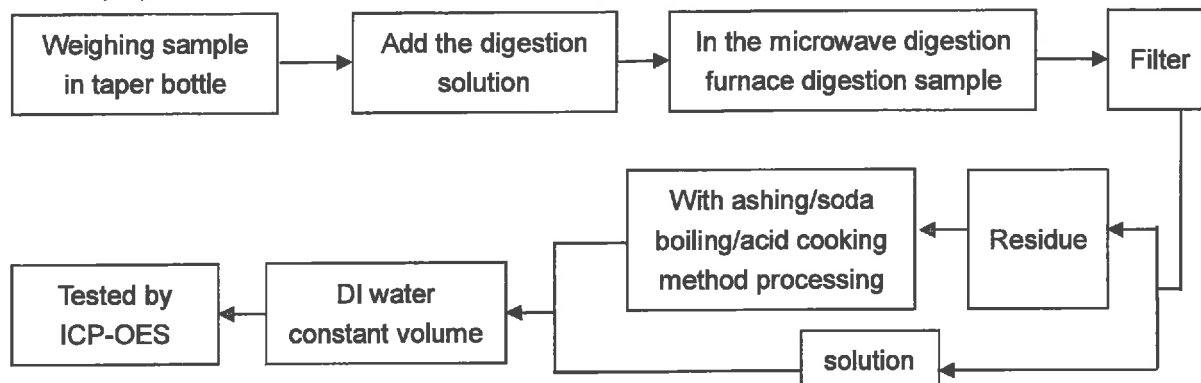 Weighing sample
in taper bottle
Add the digestion
solution
In the microwave digestion
furnace digestion sample
Filter
With ashing/soda
boiling/acid cooking
method processing
Residue
Tested by
ICP-OES
DI water
constant volume
solution